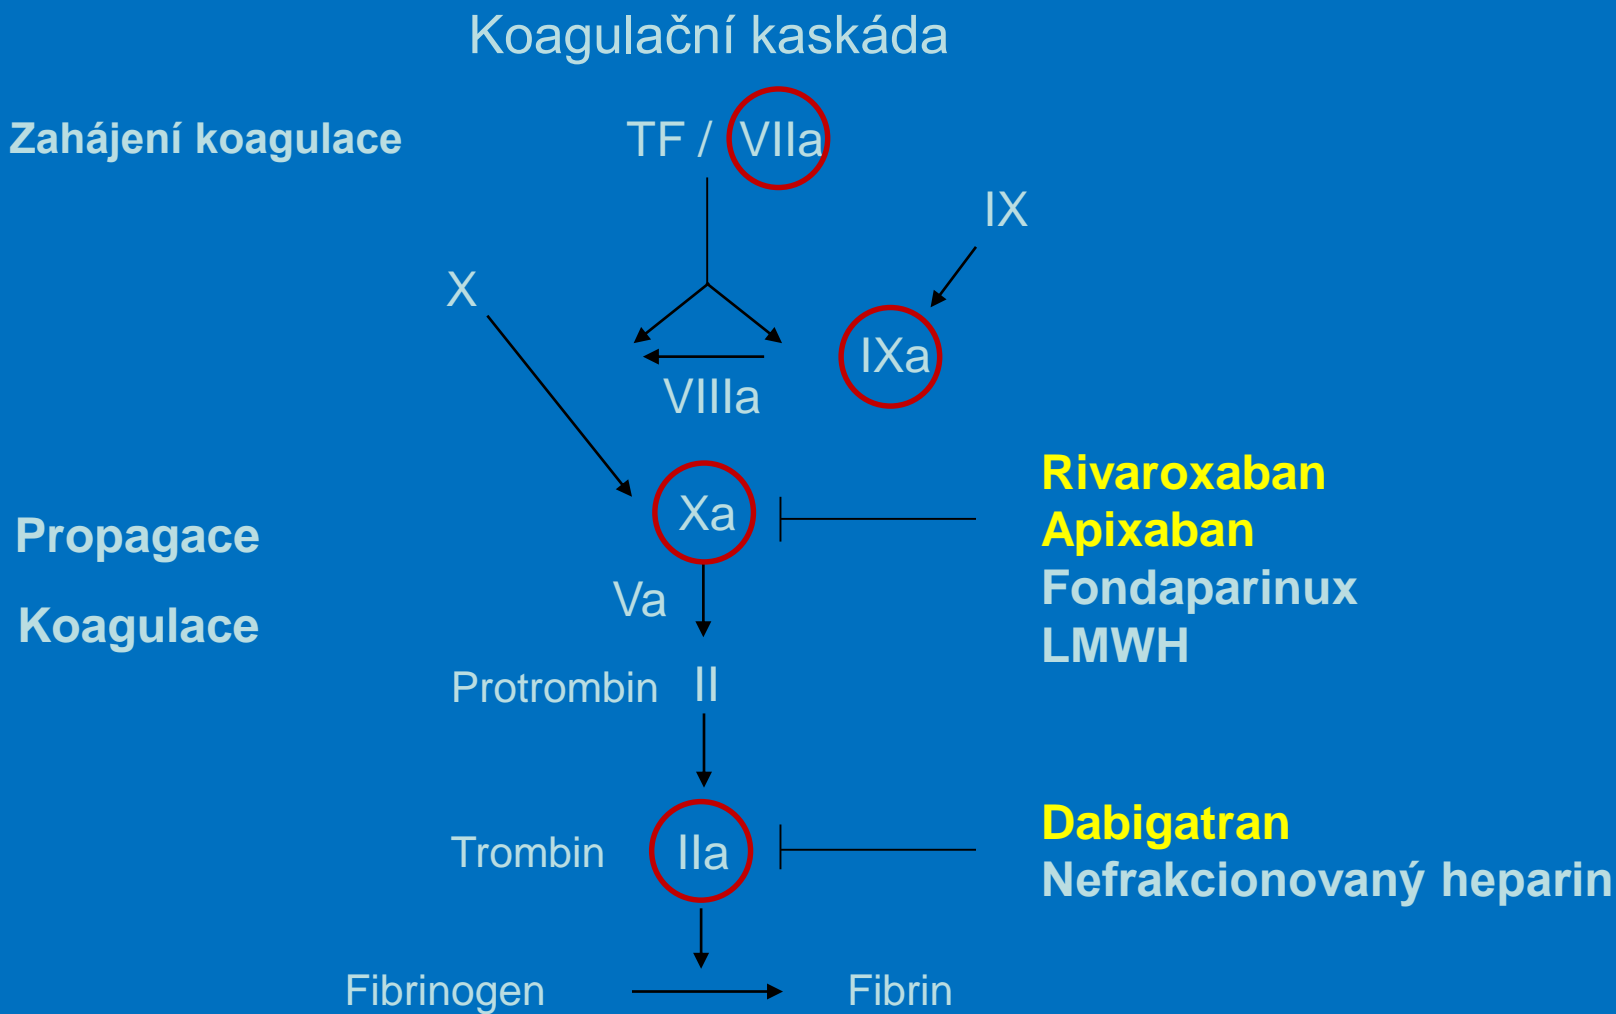 Koagulační kaskáda
Zahájení koagulace
TF / VIIa
IX
X
IXa
VIIIa
Xa
Rivaroxaban
Apixaban
Fondaparinux
LMWH
Propagace
Koagulace
Va
Protrombin II
Trombin IIa
Dabigatran
Nefrakcionovaný heparin
Fibrinogen
Fibrin